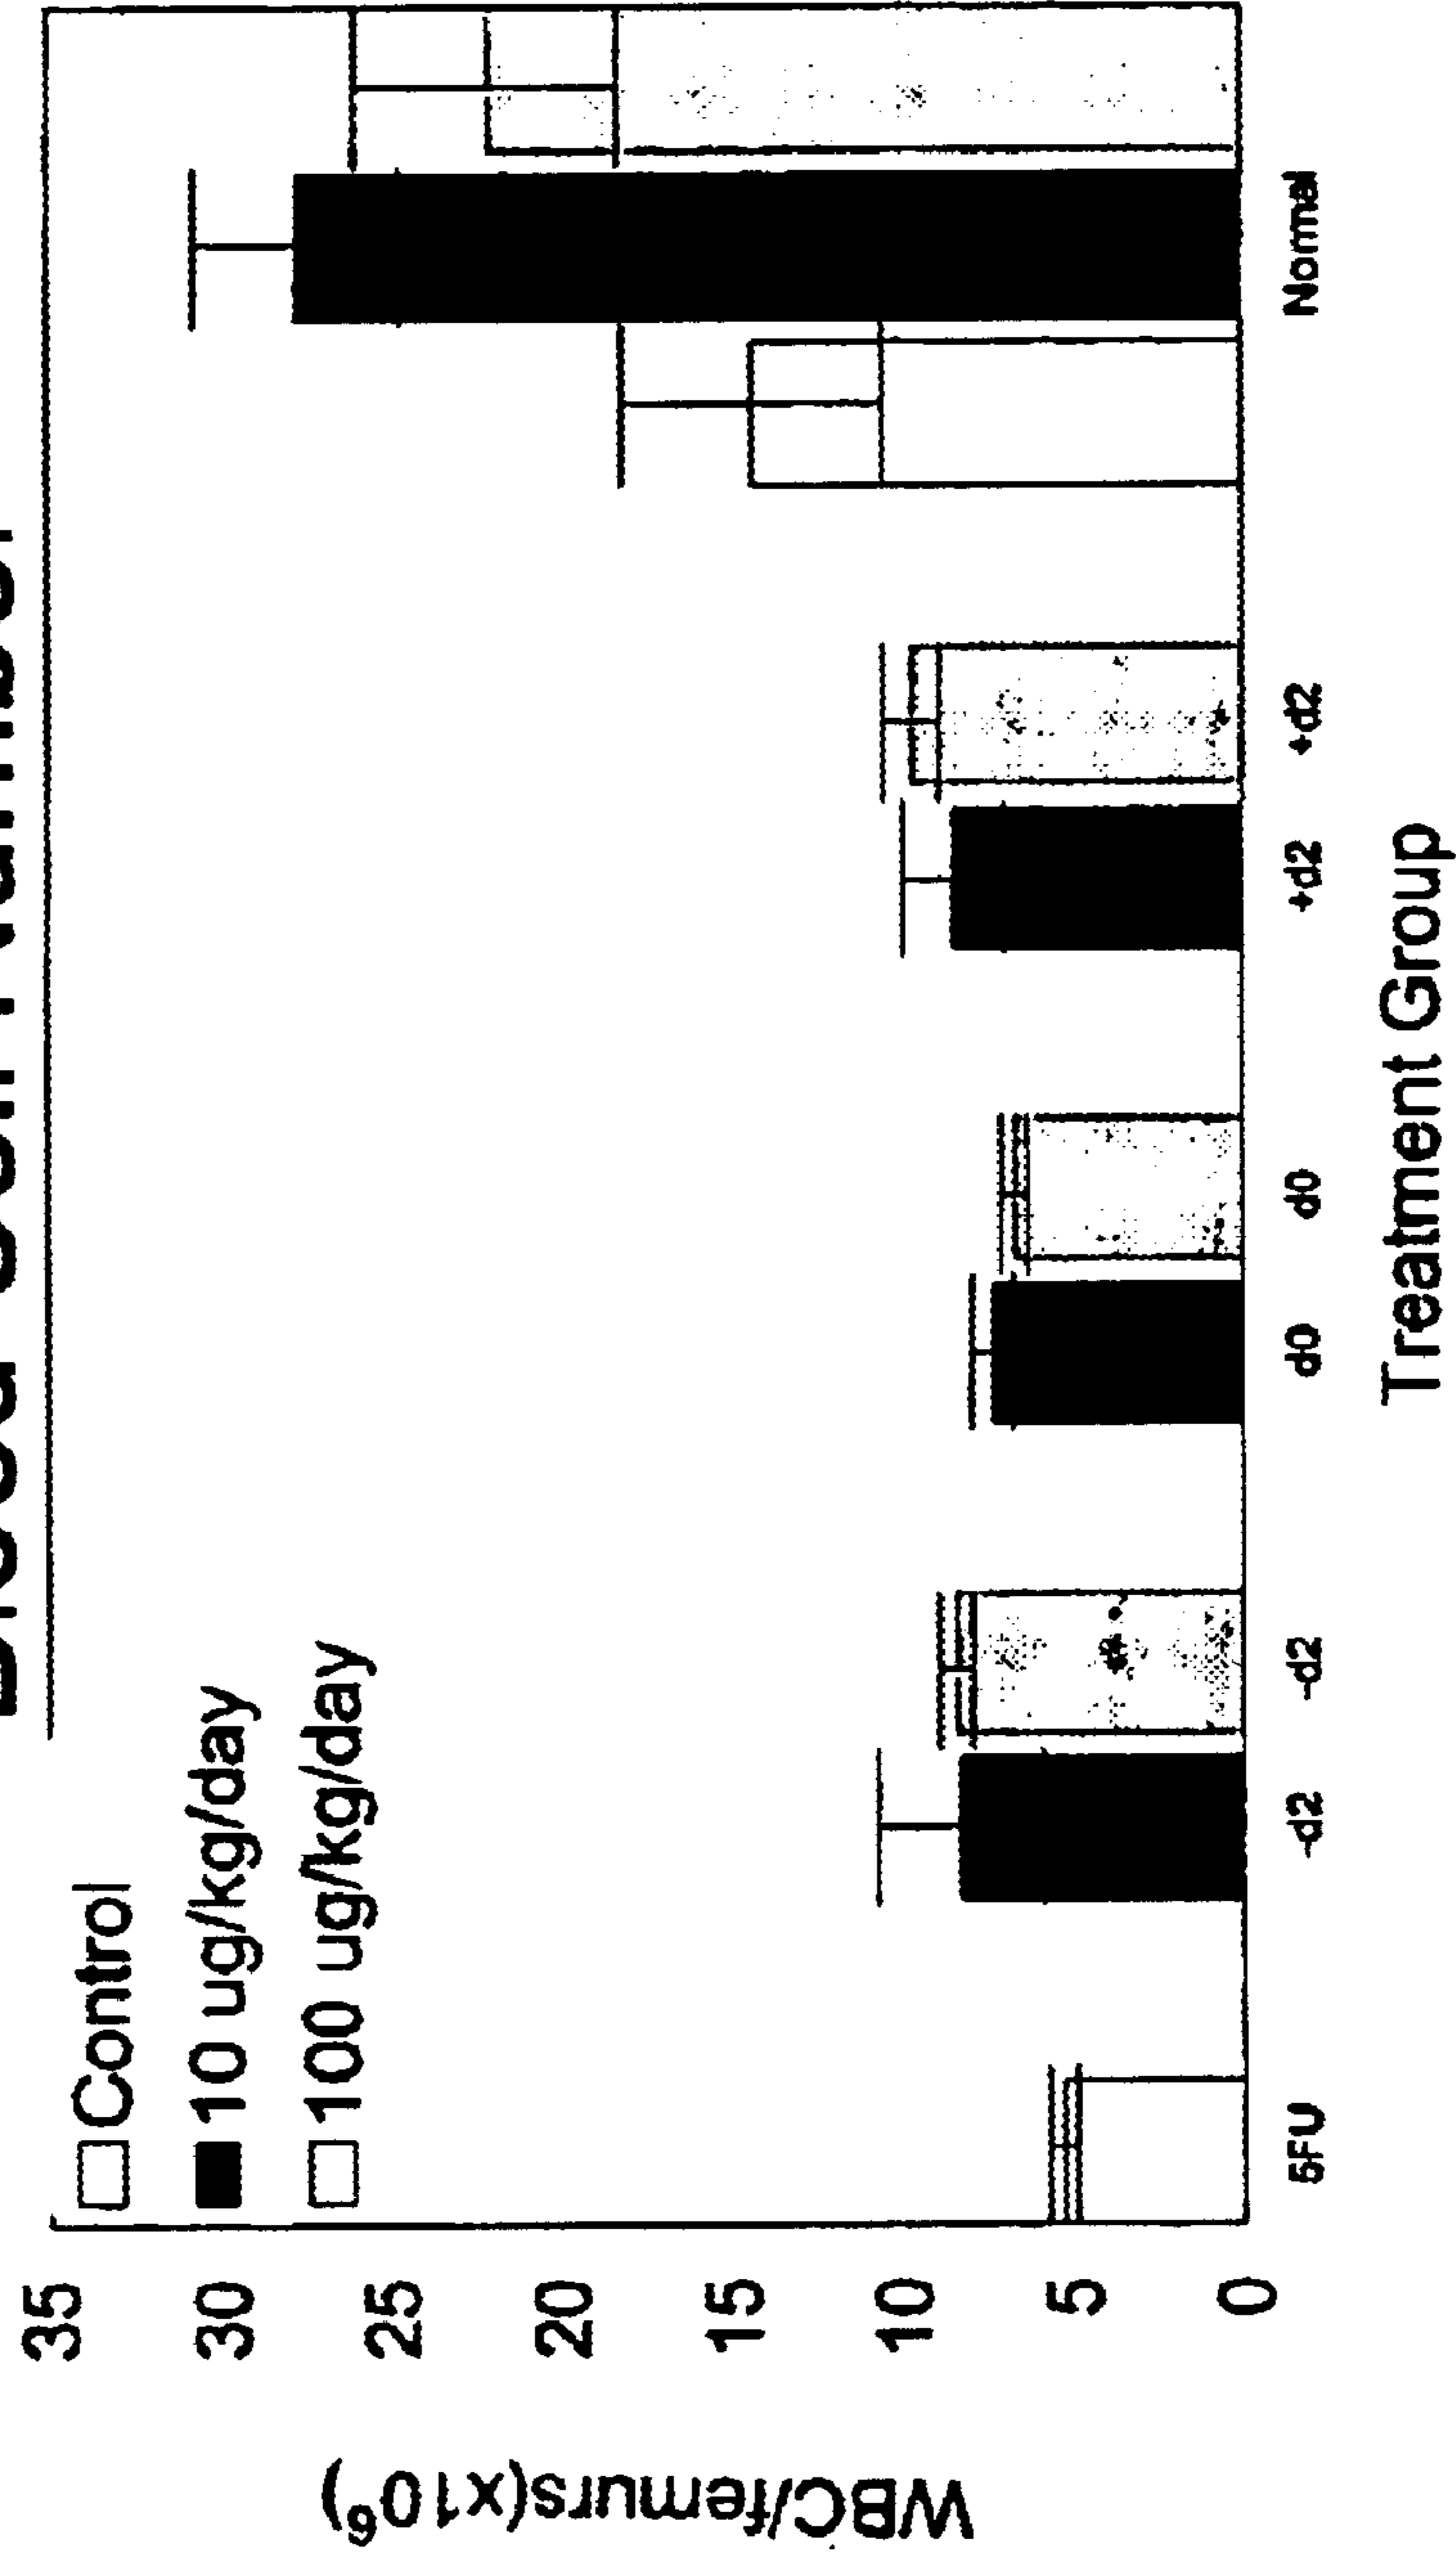 Control
10 ug/kg/day
100 ug/kg/day
WBC/femurs(x10⁶)
35
30
25
20
15
10
5
0
5FU
-d2
-d2
d0
d0
+d2
+d2
Normal
Treatment Group